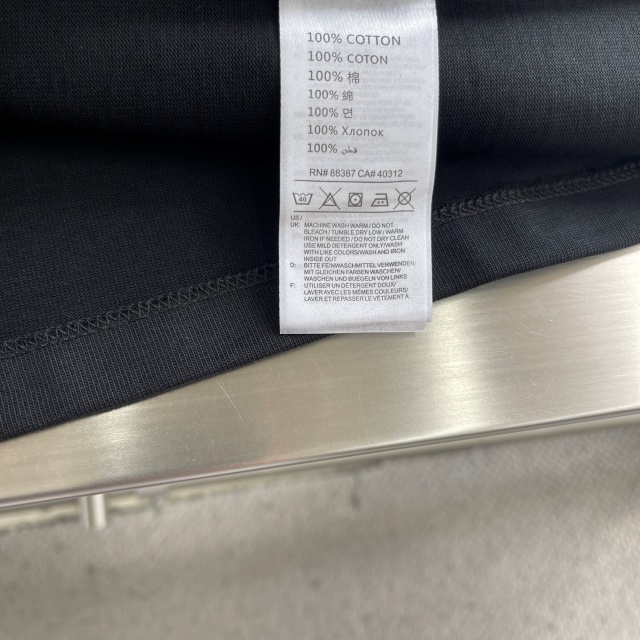 100% COTTON
100% COTON
100% 棉
100% 綿
100% 면
100% Хлопок
100% قطن
RN# 88387 CA# 40312
40
US /
UK: MACHINE WASH WARM / DO NOT
BLEACH / TUMBLE DRY LOW / WARM
IRON IF NEEDED / DO NOT DRY CLEAN
USE MILD DETERGENT ONLY/WASH
WITH LIKE COLORS/WASH AND IRON
INSIDE OUT
D: BITTE FEINWASCHMITTEL VERWENDEN/
MIT GLEICHEN FARBEN WASCHEN/
WASCHEN UND BUEGELN VON LINKS
F: UTILISER UN DÉTERGENT DOUX/
LAVER AVEC LES MÊMES COULEURS/
LAVER ET REPASSER LE VÊTEMENT À